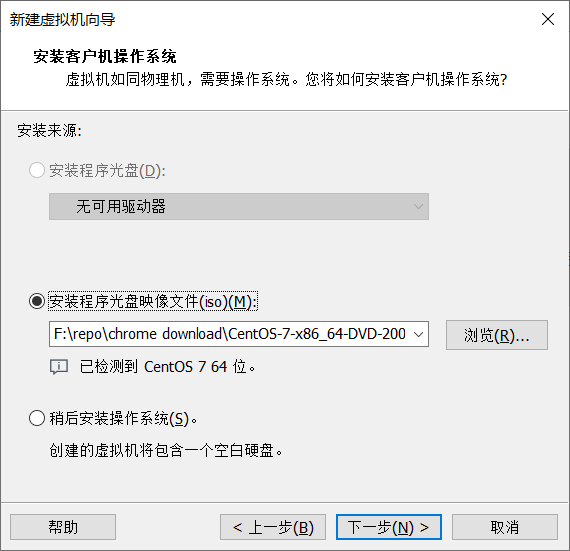 新建虚拟机向导
安装客户机操作系统
虚拟机如同物理机，需要操作系统。您将如何安装客户机操作系统?
安装来源:
安装程序光盘(D):
无可用驱动器
安装程序光盘映像文件(iso)(M):
F:\repo\chrome download\CentOS-7-x86_64-DVD-200
浏览(R)...
已检测到 CentOS 7 64 位。
稍后安装操作系统(S)。
创建的虚拟机将包含一个空白硬盘。
帮助
< 上一步(B)
下一步(N) >
取消